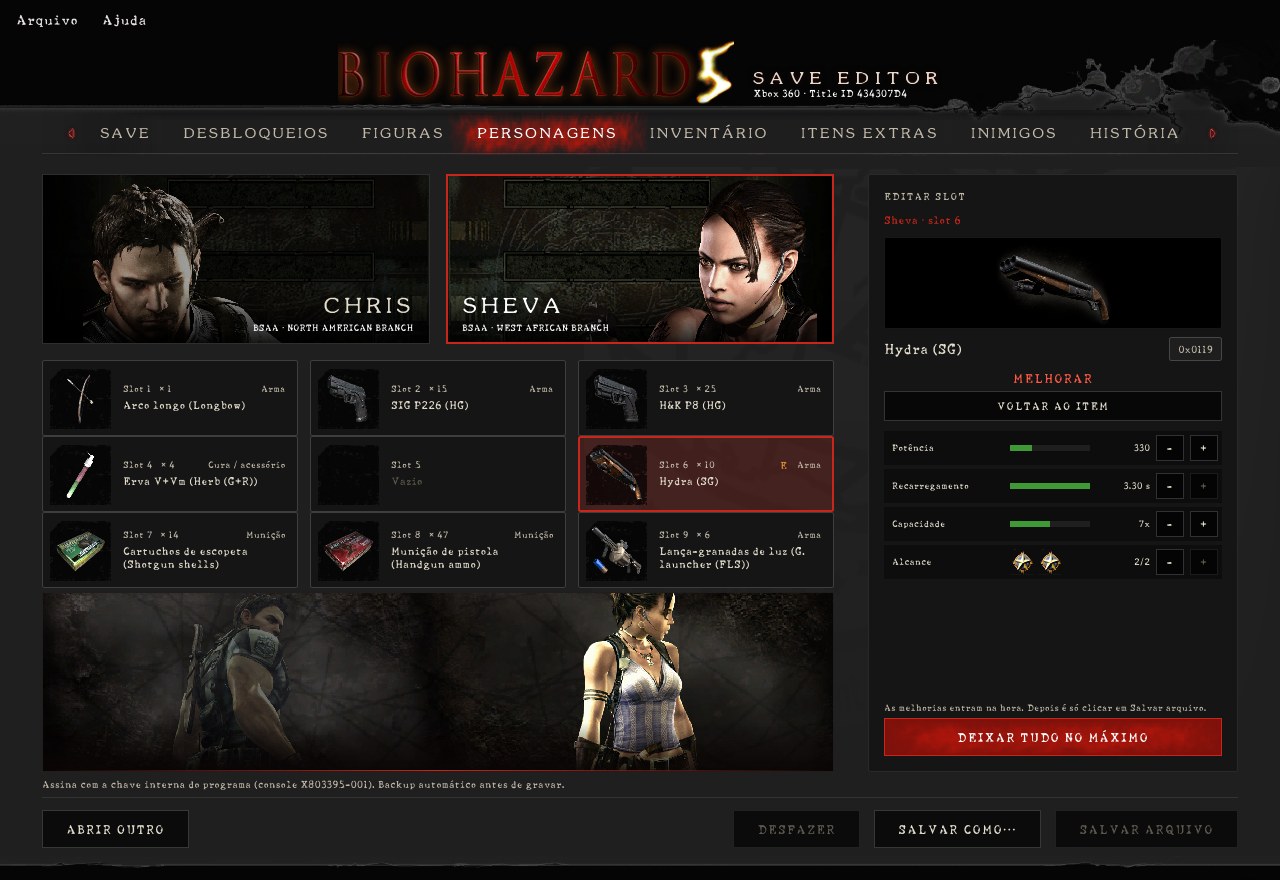 Arquivo Ajuda
BIOHAZARD 5
SAVE EDITOR
Xbox 360 · Title ID 434307D4
SAVE DESBLOQUEIOS FIGURAS PERSONAGENS INVENTÁRIO ITENS EXTRAS INIMIGOS HISTÓRIA
CHRIS
BSAA · NORTH AMERICAN BRANCH
SHEVA
BSAA · WEST AFRICAN BRANCH
Slot 1 ×1 Arma
Arco longo (Longbow)
Slot 2 ×15 Arma
SIG P226 (HG)
Slot 3 ×25 Arma
H&K P8 (HG)
Slot 4 ×4 Cura / acessório
Erva V+Vm (Herb (G+R))
Slot 5
Vazio
Slot 6 ×10 E Arma
Hydra (SG)
Slot 7 ×14 Munição
Cartuchos de escopeta
(Shotgun shells)
Slot 8 ×47 Munição
Munição de pistola
(Handgun ammo)
Slot 9 ×6 Arma
Lança-granadas de luz (G.
launcher (FLS))
EDITAR SLOT
Sheva · slot 6
Hydra (SG) 0x0119
MELHORAR
VOLTAR AO ITEM
Potência 330 - +
Recarregamento 3.30 s - +
Capacidade 7x - +
Alcance 2/2 - +
As melhorias entram na hora. Depois é só clicar em Salvar arquivo.
DEIXAR TUDO NO MÁXIMO
Assina com a chave interna do programa (console X803395-001). Backup automático antes de gravar.
ABRIR OUTRO DESFAZER SALVAR COMO··· SALVAR ARQUIVO